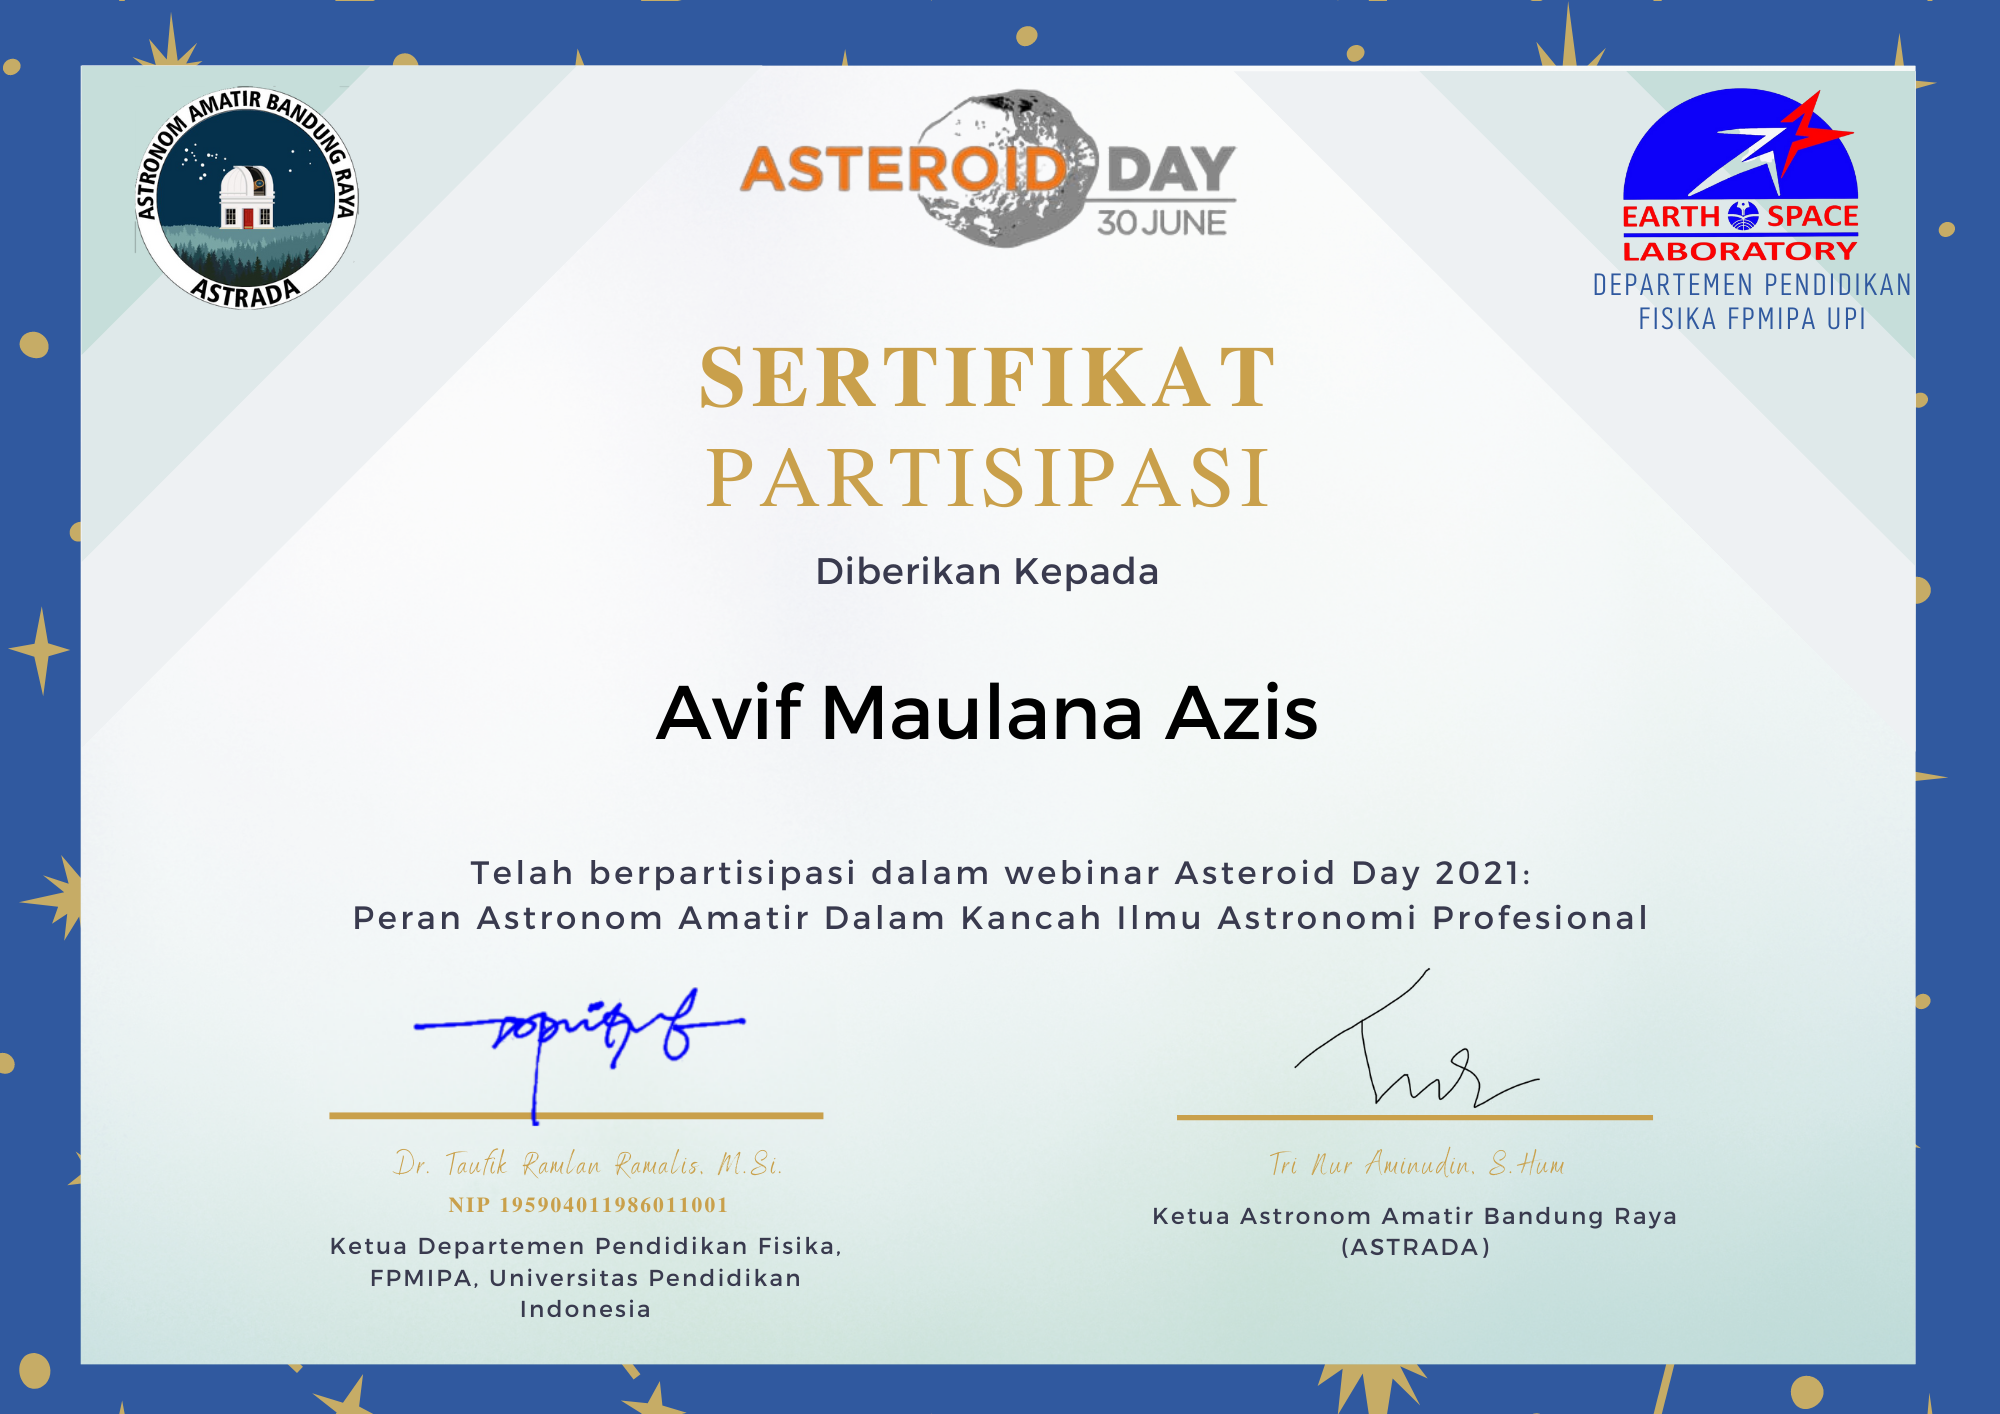 ASTRONOM AMATIR BANDUNG RAYA
ASTRADA
ASTEROID DAY
30 JUNE
EARTH SPACE
LABORATORY
DEPARTEMEN PENDIDIKAN
FISIKA FPMIPA UPI
SERTIFIKAT
PARTISIPASI
Diberikan Kepada
Avif Maulana Azis
Telah berpartisipasi dalam webinar Asteroid Day 2021:
Peran Astronom Amatir Dalam Kancah Ilmu Astronomi Profesional
Dr. Taufik Ramlan Ramalis, M.Si.
NIP 195904011986011001
Ketua Departemen Pendidikan Fisika,
FPMIPA, Universitas Pendidikan
Indonesia
Tri Nur Aminudin, S.Hum
Ketua Astronom Amatir Bandung Raya
(ASTRADA)